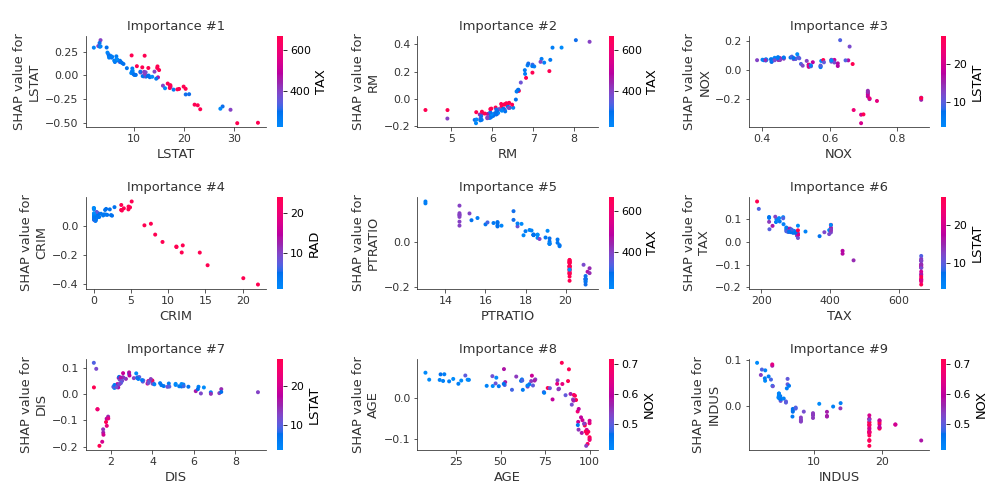 Importance #1
SHAP value for
LSTAT
0.25
0.00
−0.25
−0.50
10
20
30
LSTAT
600
400
TAX
Importance #2
SHAP value for
RM
0.4
0.2
0.0
−0.2
5
6
7
8
RM
600
400
TAX
Importance #3
SHAP value for
NOX
0.2
0.0
−0.2
0.4
0.6
0.8
NOX
20
10
LSTAT
Importance #4
SHAP value for
CRIM
0.0
−0.2
−0.4
0
5
10
15
20
CRIM
20
10
RAD
Importance #5
SHAP value for
PTRATIO
0.0
−0.2
14
16
18
20
PTRATIO
600
400
TAX
Importance #6
SHAP value for
TAX
0.1
0.0
−0.1
−0.2
200
400
600
TAX
20
10
LSTAT
Importance #7
SHAP value for
DIS
0.1
0.0
−0.1
−0.2
2
4
6
8
DIS
20
10
LSTAT
Importance #8
SHAP value for
AGE
0.0
−0.1
25
50
75
100
AGE
0.7
0.6
0.5
NOX
Importance #9
SHAP value for
INDUS
0.1
0.0
10
20
INDUS
0.7
0.6
0.5
NOX